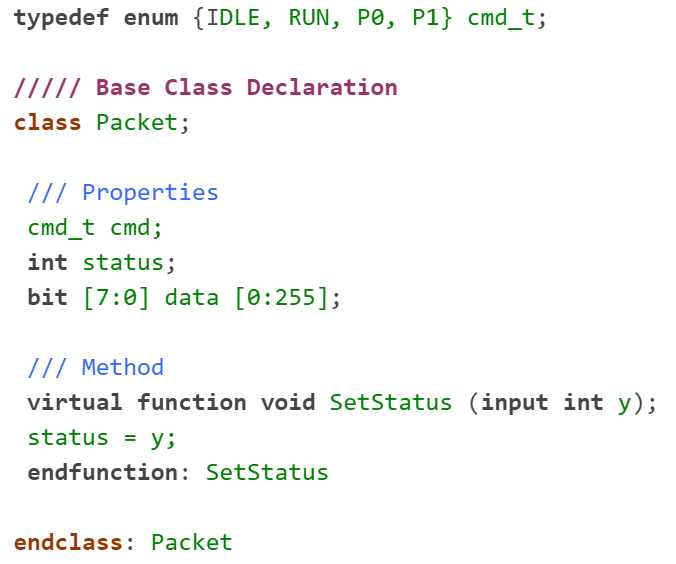 typedef enum {IDLE, RUN, P0, P1} cmd_t;
///// Base Class Declaration
class Packet;
/// Properties
cmd_t cmd;
int status;
bit [7:0] data [0:255];
/// Method
virtual function void SetStatus (input int y);
status = y;
endfunction: SetStatus
endclass: Packet